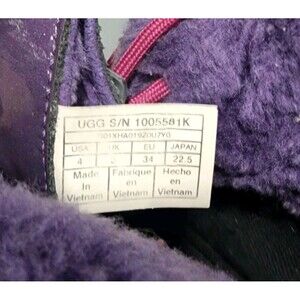 UGG S/N 1005581K
USA UK EU JAPAN
4 34 22.5
Made Fabrique Hecho
in en en
Vietnam Vietnam Vietnam